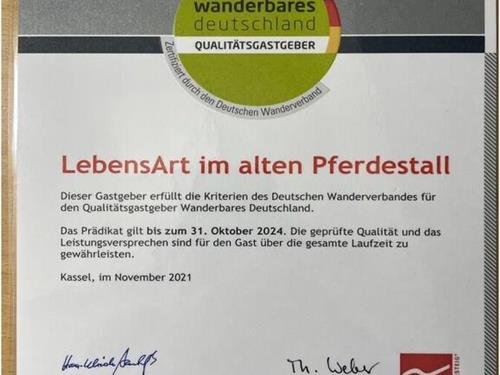 wanderbares
deutschland
QUALITÄTSGASTGEBER
Zertifiziert durch den Deutschen Wanderverband
LebensArt im alten Pferdestall
Dieser Gastgeber erfüllt die Kriterien des Deutschen Wanderverbandes für
den Qualitätsgastgeber Wanderbares Deutschland.
Das Prädikat gilt bis zum 31. Oktober 2024. Die geprüfte Qualität und das
Leistungsversprechen sind für den Gast über die gesamte Laufzeit zu
gewährleisten.
Kassel, im November 2021
Th. Weber